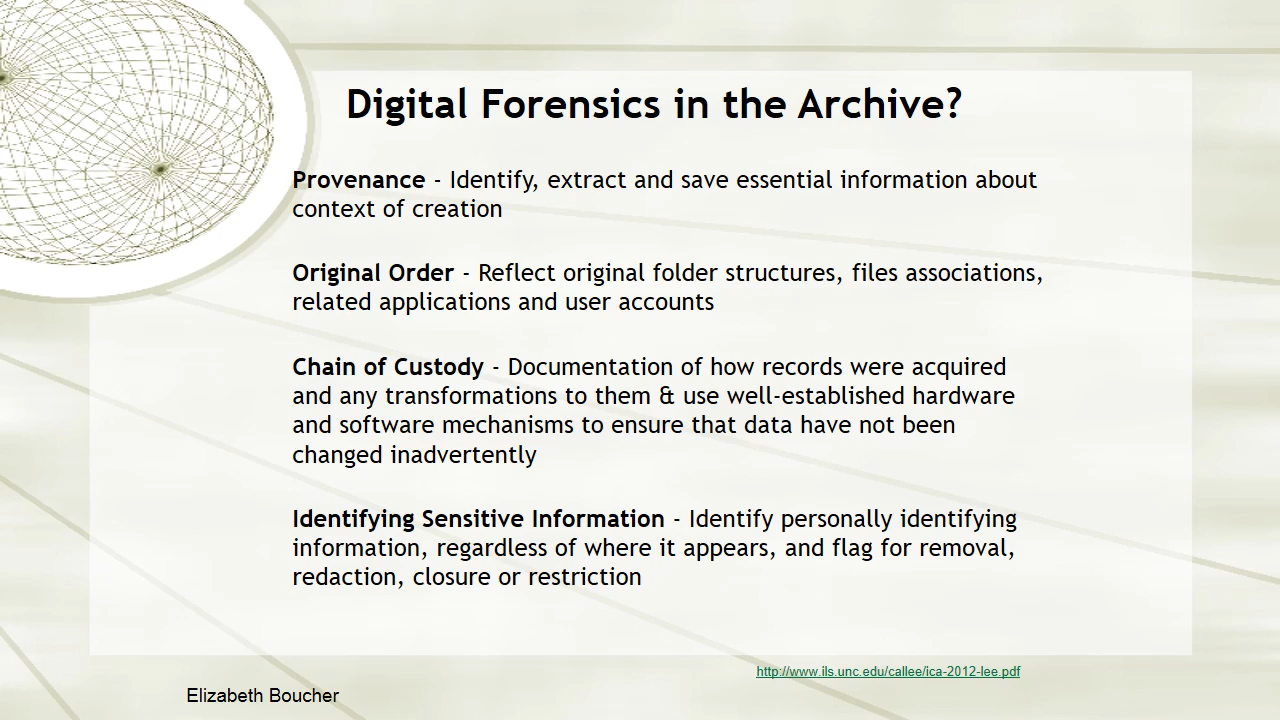 Digital Forensics in the Archive?
Provenance - Identify, extract and save essential information about
context of creation
Original Order - Reflect original folder structures, files associations,
related applications and user accounts
Chain of Custody - Documentation of how records were acquired
and any transformations to them & use well-established hardware
and software mechanisms to ensure that data have not been
changed inadvertently
Identifying Sensitive Information - Identify personally identifying
information, regardless of where it appears, and flag for removal,
redaction, closure or restriction
http://www.ils.unc.edu/callee/ica-2012-lee.pdf
Elizabeth Boucher